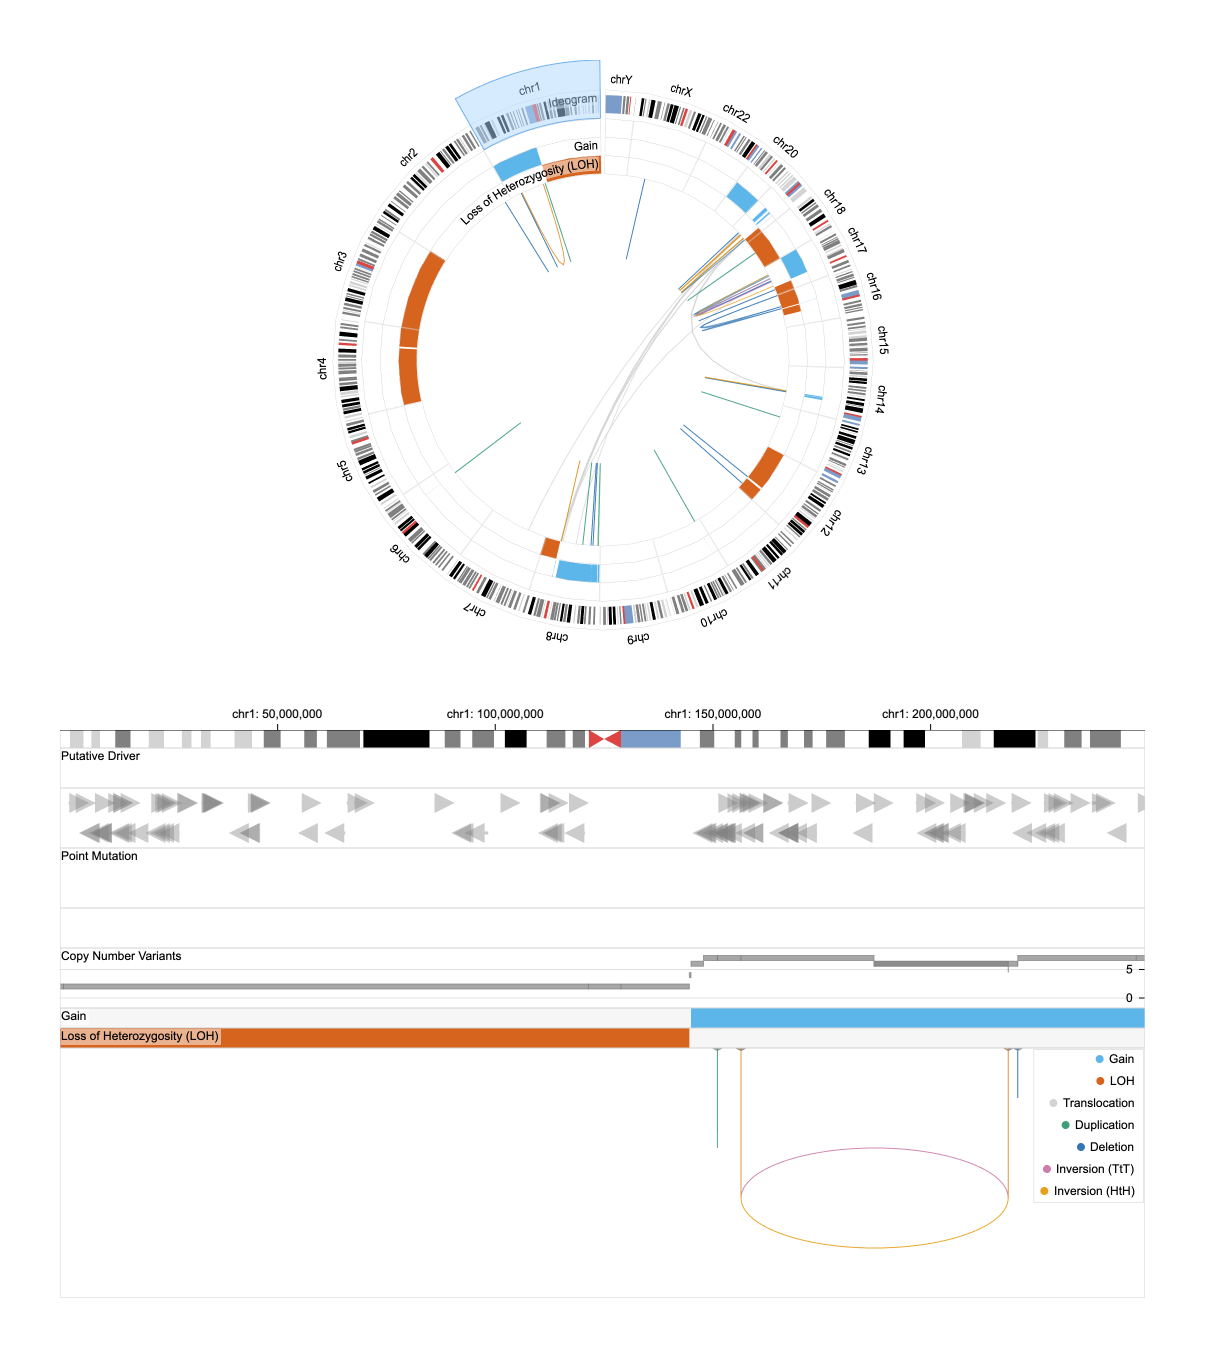 chrY
chrX
chr22
chr20
chr18
chr17
chr16
chr15
chr14
chr13
chr12
chr11
chr10
chr9
chr8
chr7
chr6
chr5
chr4
chr3
chr2
chr1
Ideogram
Gain
Loss of Heterozygosity (LOH)
chr1: 50,000,000 chr1: 100,000,000 chr1: 150,000,000 chr1: 200,000,000
Putative Driver
Point Mutation
Copy Number Variants
5
0
Gain
Loss of Heterozygosity (LOH)
Gain
LOH
Translocation
Duplication
Deletion
Inversion (TtT)
Inversion (HtH)